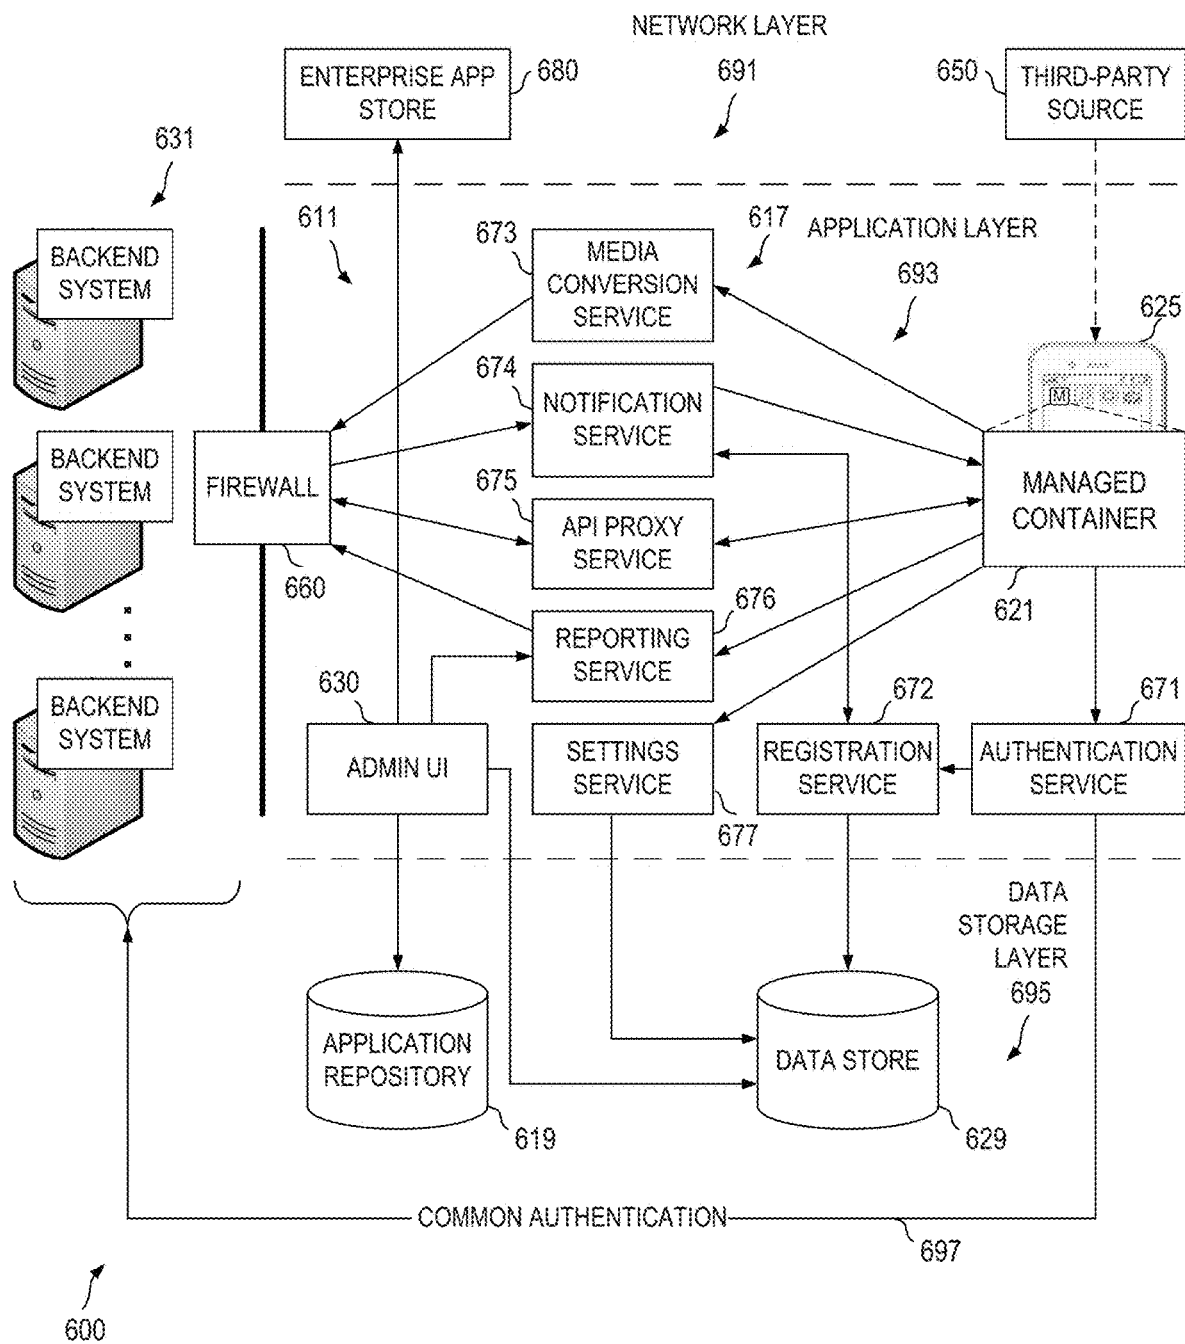 NETWORK LAYER
691
ENTERPRISE APP
STORE
680
650
THIRD-PARTY
SOURCE
631
611
617
APPLICATION LAYER
693
BACKEND
SYSTEM
673
MEDIA
CONVERSION
SERVICE
625
M
674
NOTIFICATION
SERVICE
BACKEND
SYSTEM
FIREWALL
660
675
API PROXY
SERVICE
MANAGED
CONTAINER
621
676
REPORTING
SERVICE
BACKEND
SYSTEM
630
ADMIN UI
SETTINGS
SERVICE
677
672
REGISTRATION
SERVICE
671
AUTHENTICATION
SERVICE
DATA
STORAGE
LAYER
695
APPLICATION
REPOSITORY
619
DATA STORE
629
COMMON AUTHENTICATION
697
600